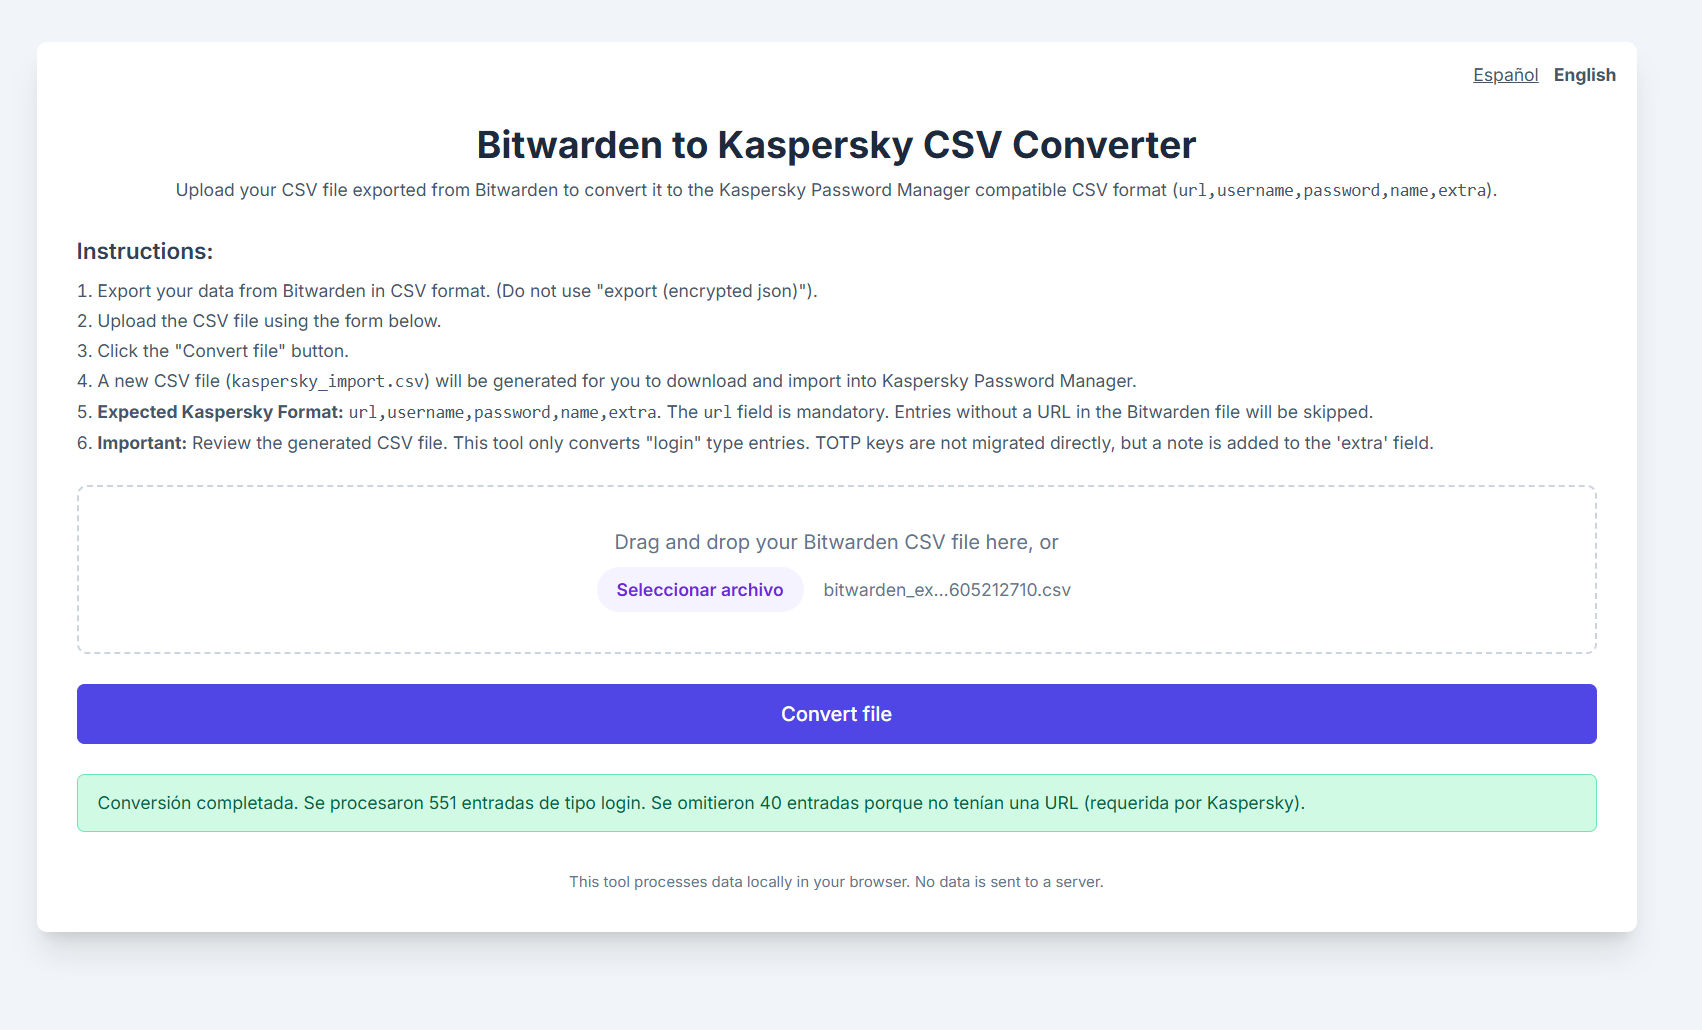 Español English
Bitwarden to Kaspersky CSV Converter
Upload your CSV file exported from Bitwarden to convert it to the Kaspersky Password Manager compatible CSV format (url,username,password,name,extra).
Instructions:
1. Export your data from Bitwarden in CSV format. (Do not use "export (encrypted json)").
2. Upload the CSV file using the form below.
3. Click the "Convert file" button.
4. A new CSV file (kaspersky_import.csv) will be generated for you to download and import into Kaspersky Password Manager.
5. Expected Kaspersky Format: url,username,password,name,extra. The url field is mandatory. Entries without a URL in the Bitwarden file will be skipped.
6. Important: Review the generated CSV file. This tool only converts "login" type entries. TOTP keys are not migrated directly, but a note is added to the 'extra' field.
Drag and drop your Bitwarden CSV file here, or
Seleccionar archivo bitwarden_ex...605212710.csv
Convert file
Conversión completada. Se procesaron 551 entradas de tipo login. Se omitieron 40 entradas porque no tenían una URL (requerida por Kaspersky).
This tool processes data locally in your browser. No data is sent to a server.